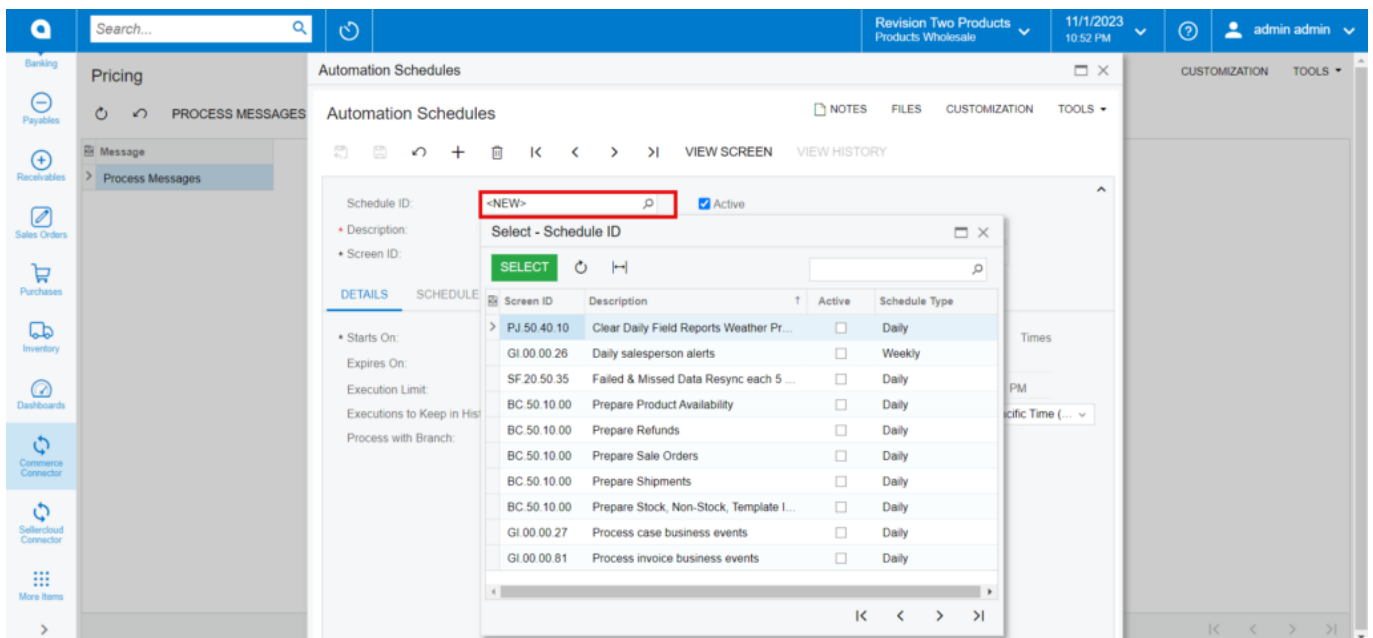 Search...
Revision Two Products
Products Wholesale
11/1/2023
10:52 PM
admin admin
Banking
Payables
Receivables
Sales Orders
Purchases
Inventory
Dashboards
Commerce
Connector
Sellercloud
Connector
More Items
Pricing
PROCESS MESSAGES
Message
Process Messages
CUSTOMIZATION TOOLS
Automation Schedules
Automation Schedules
NOTES FILES CUSTOMIZATION TOOLS
VIEW SCREEN VIEW HISTORY
Schedule ID: <NEW> Active
* Description:
* Screen ID:
DETAILS SCHEDULE
* Starts On: Times
Expires On:
Execution Limit: PM
Executions to Keep in His
cific Time (...
Process with Branch:
Select - Schedule ID
SELECT
Screen ID Description Active Schedule Type
PJ.50.40.10 Clear Daily Field Reports Weather Pr... Daily
GI.00.00.26 Daily salesperson alerts Weekly
SF.20.50.35 Failed & Missed Data Resync each 5 ... Daily
BC.50.10.00 Prepare Product Availability Daily
BC.50.10.00 Prepare Refunds Daily
BC.50.10.00 Prepare Sale Orders Daily
BC.50.10.00 Prepare Shipments Daily
BC.50.10.00 Prepare Stock, Non-Stock, Template I... Daily
GI.00.00.27 Process case business events Daily
GI.00.00.81 Process invoice business events Daily